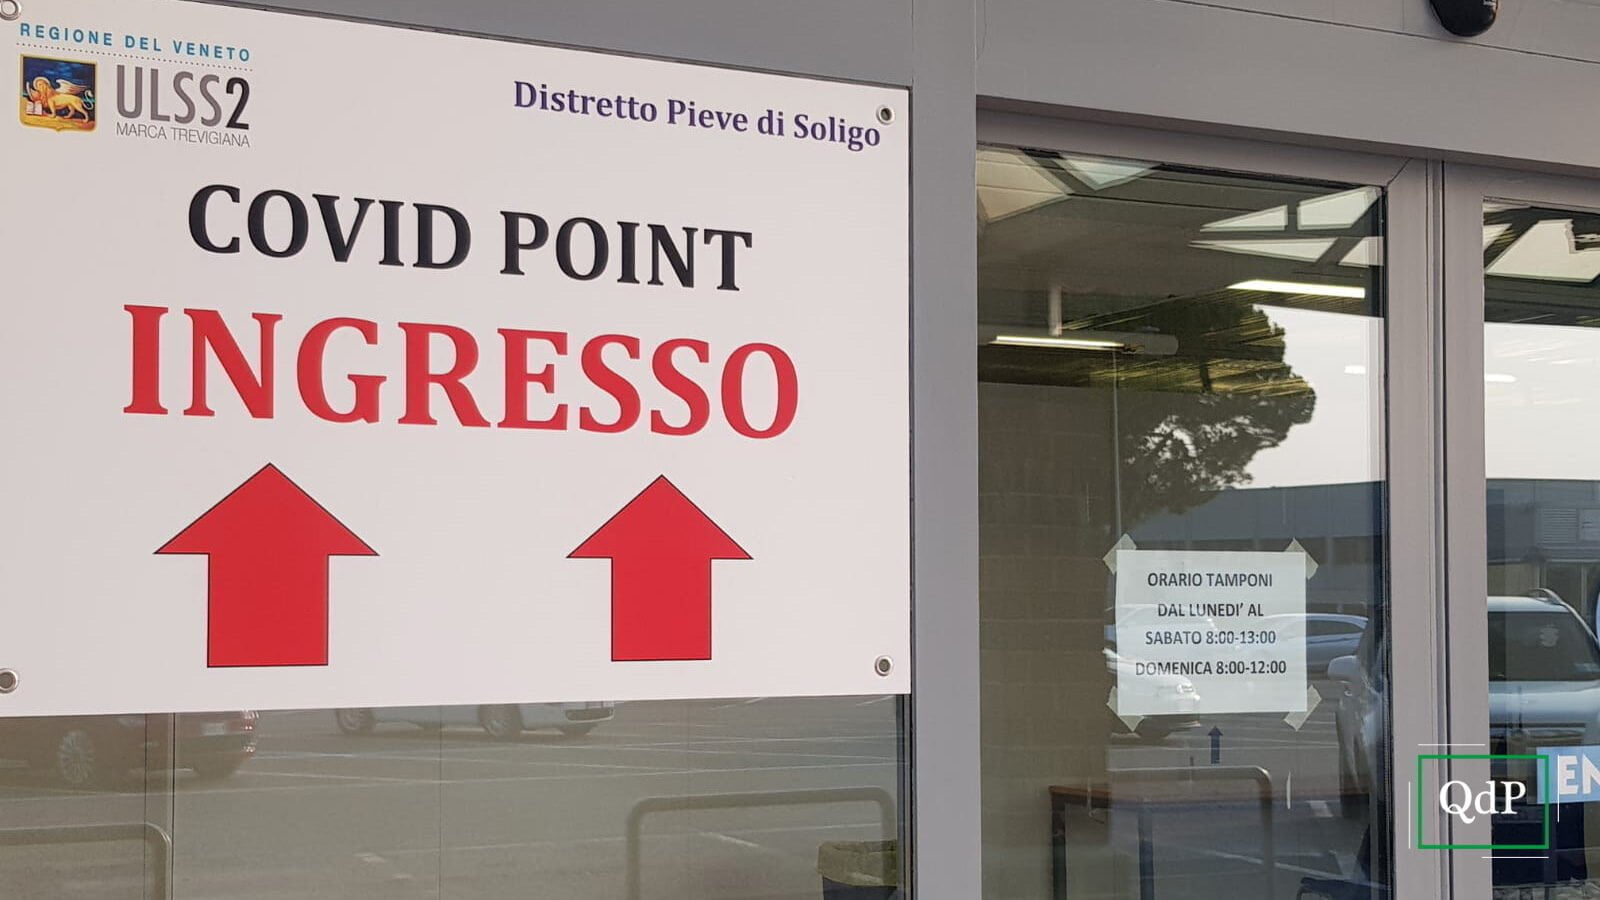 REGIONE DEL VENETO
ULSS2
MARCA TREVIGIANA
Distretto Pieve di Soligo
COVID POINT
INGRESSO
ORARIO TAMPONI
DAL LUNEDI' AL
SABATO 8:00-13:00
DOMENICA 8:00-12:00
QdP
EN